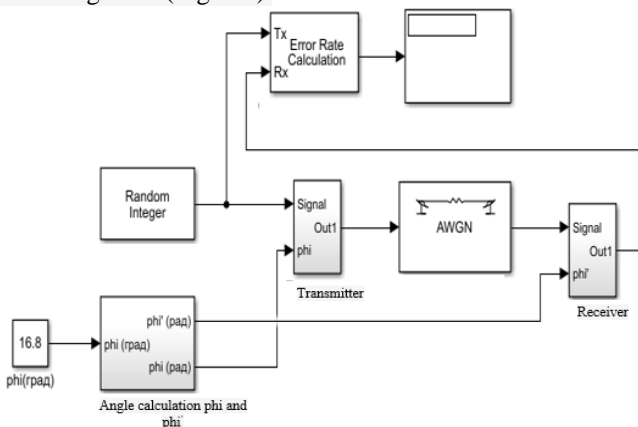 Tx
Rx
Error Rate
Calculation
Random
Integer
Signal
phi
Out1
Transmitter
AWGN
Signal
phi'
Out1
Receiver
16.8
phi(град)
phi (град)
phi' (рад)
phi (рад)
Angle calculation phi and
phi'